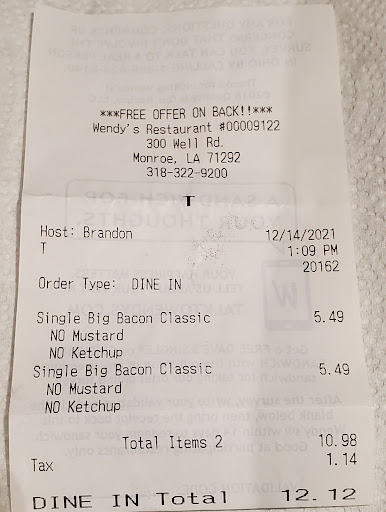 ***FREE OFFER ON BACK!!***
Wendy's Restaurant #00009122
300 Well Rd.
Monroe, LA 71292
318-322-9200
T
Host: Brandon 12/14/2021
T 1:09 PM
20162
Order Type: DINE IN
Single Big Bacon Classic 5.49
NO Mustard
NO Ketchup
Single Big Bacon Classic 5.49
NO Mustard
NO Ketchup
Total Items 2 10.98
Tax 1.14
DINE IN Total 12.12